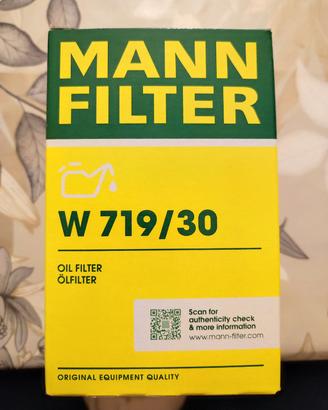 MANN
FILTER
W 719/30
OIL FILTER
ÖLFILTER
Scan for
authenticity check
& more information
www.mann-filter.com
ORIGINAL EQUIPMENT QUALITY